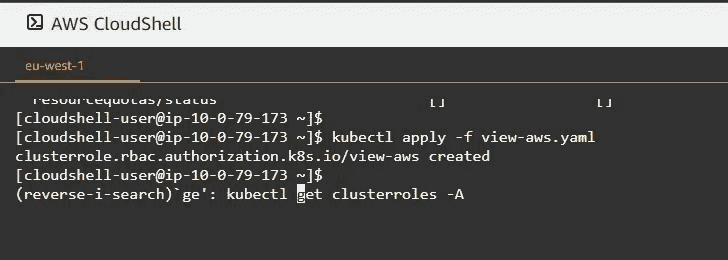 AWS CloudShell
eu-west-1
resourcequotas/status [] []
[cloudshell-user@ip-10-0-79-173 ~]$
[cloudshell-user@ip-10-0-79-173 ~]$ kubectl apply -f view-aws.yaml
clusterrole.rbac.authorization.k8s.io/view-aws created
[cloudshell-user@ip-10-0-79-173 ~]$
(reverse-i-search)`ge': kubectl get clusterroles -A